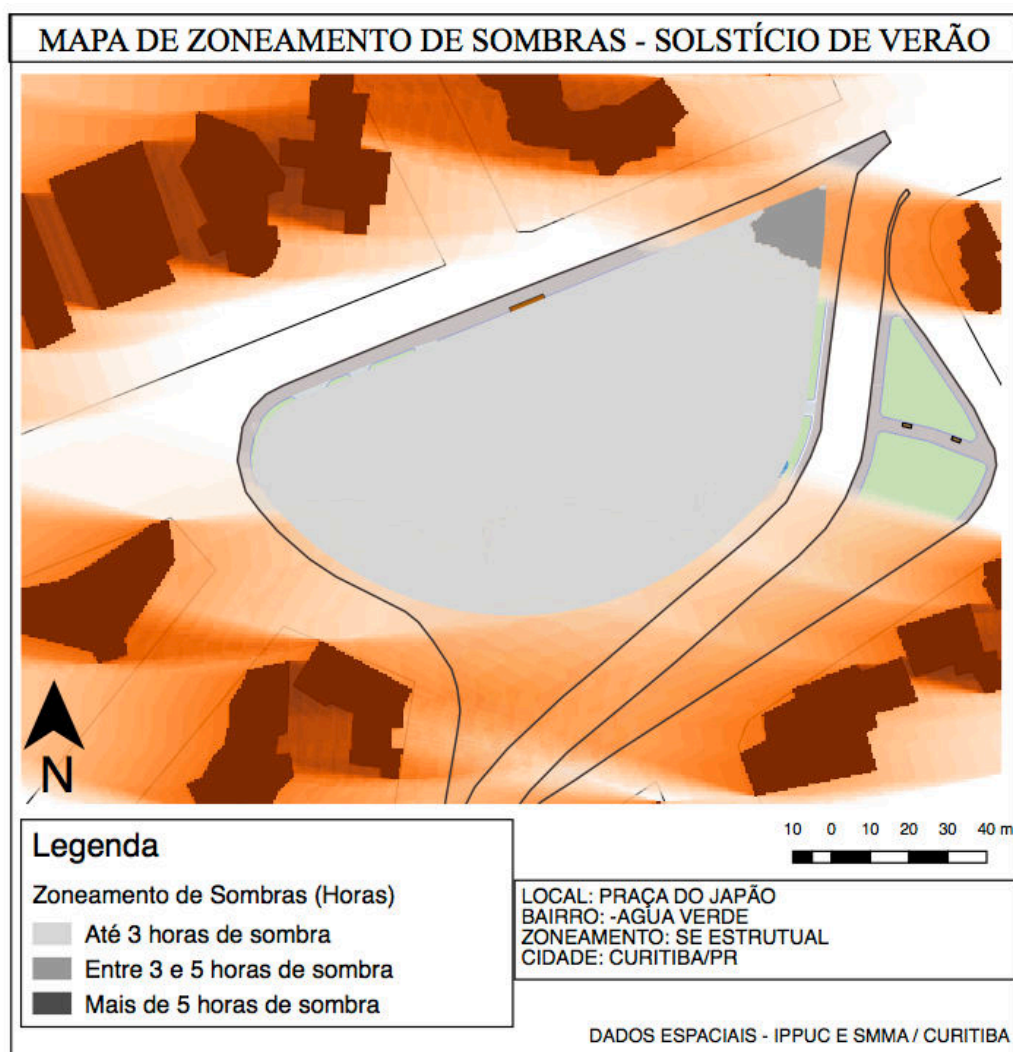 MAPA DE ZONEAMENTO DE SOMBRAS - SOLSTÍCIO DE VERÃO
N
Legenda
Zoneamento de Sombras (Horas)
Até 3 horas de sombra
Entre 3 e 5 horas de sombra
Mais de 5 horas de sombra
10 0 10 20 30 40 m
LOCAL: PRAÇA DO JAPÃO
BAIRRO: -AGUA VERDE
ZONEAMENTO: SE ESTRUTUAL
CIDADE: CURITIBA/PR
DADOS ESPACIAIS - IPPUC E SMMA / CURITIBA